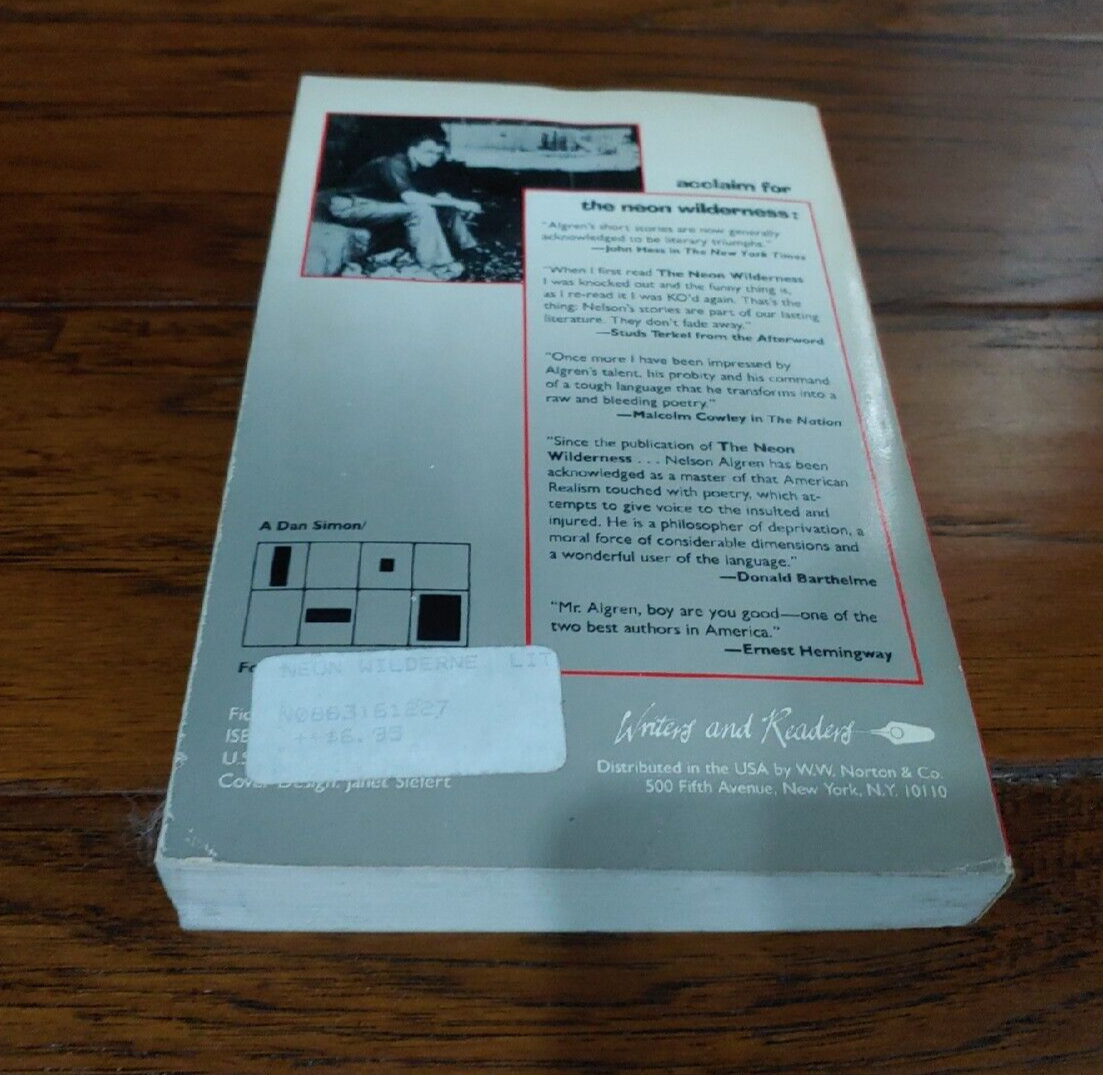 acclaim for
the neon wilderness:
"Algren's short stories are now generally
acknowledged to be literary triumphs."
—John Hess in The New York Times
"When I first read The Neon Wilderness
I was knocked out and the funny thing is,
as I re-read it I was KO'd again. That's the
thing: Nelson's stories are part of our lasting
literature. They don't fade away."
—Studs Terkel from the Afterword
"Once more I have been impressed by
Algren's talent, his probity and his command
of a tough language that he transforms into a
raw and bleeding poetry."
—Malcolm Cowley in The Nation
"Since the publication of The Neon
Wilderness . . . Nelson Algren has been
acknowledged as a master of that American
Realism touched with poetry, which at-
tempts to give voice to the insulted and
injured. He is a philosopher of deprivation, a
moral force of considerable dimensions and
a wonderful user of the language."
—Donald Barthelme
"Mr. Algren, boy are you good—one of the
two best authors in America."
—Ernest Hemingway
A Dan Simon/
NEON WILDERNE LIT
N0863161227
Fic
ISB
U.S
Cover Design: Janet Siefert
Writers and Readers
Distributed in the USA by W.W. Norton & Co.
500 Fifth Avenue, New York, N.Y. 10110